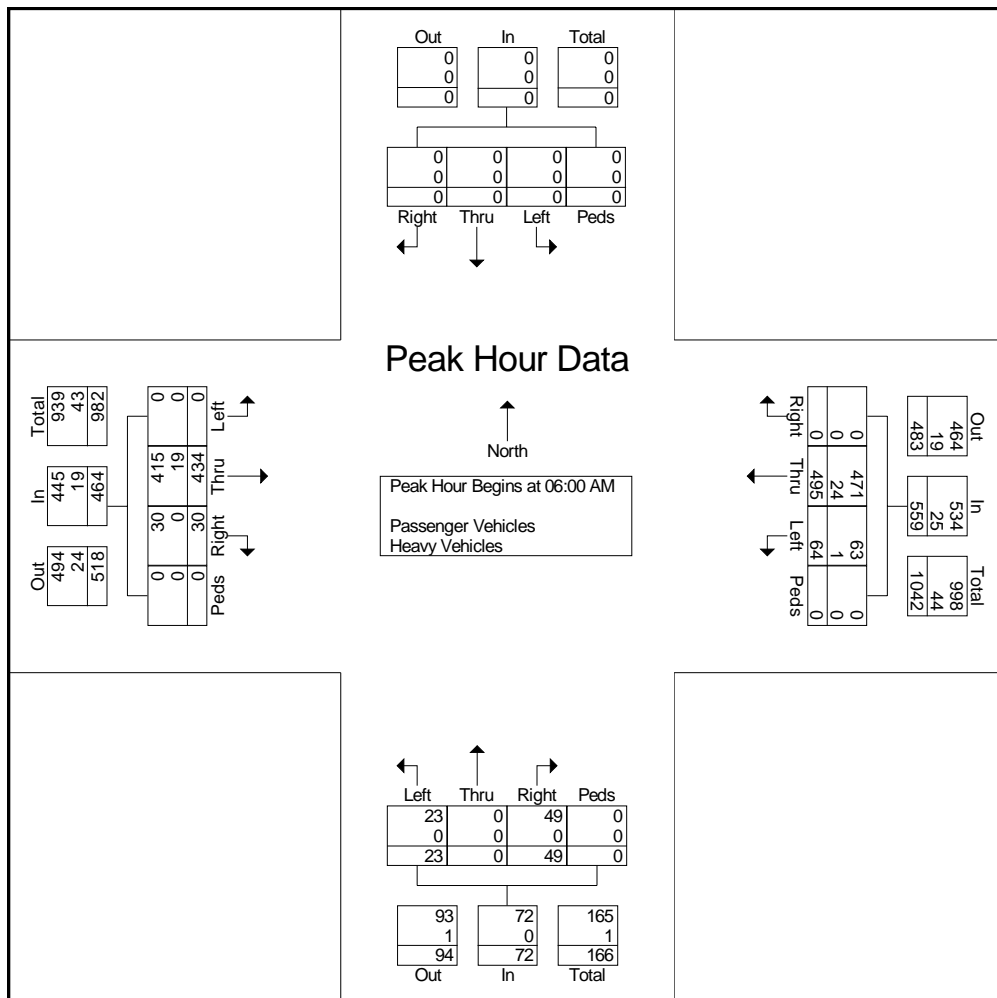 Out In Total
0 0 0
0 0 0
0 0 0
0 0 0 0
0 0 0 0
0 0 0 0
Right Thru Left Peds
Peak Hour Data
North
Peak Hour Begins at 06:00 AM
Passenger Vehicles
Heavy Vehicles
Total
939
43
982
In
445
19
464
Out
494
24
518
0
0
0
Left
415
19
434
Thru
30
0
30
Right
0
0
0
Peds
Right
0
0
0
Thru
471
24
495
Left
63
1
64
Peds
0
0
0
Out
464
19
483
In
534
25
559
Total
998
44
1042
Left Thru Right Peds
23 0 49 0
0 0 0 0
23 0 49 0
93 72 165
1 0 1
94 72 166
Out In Total